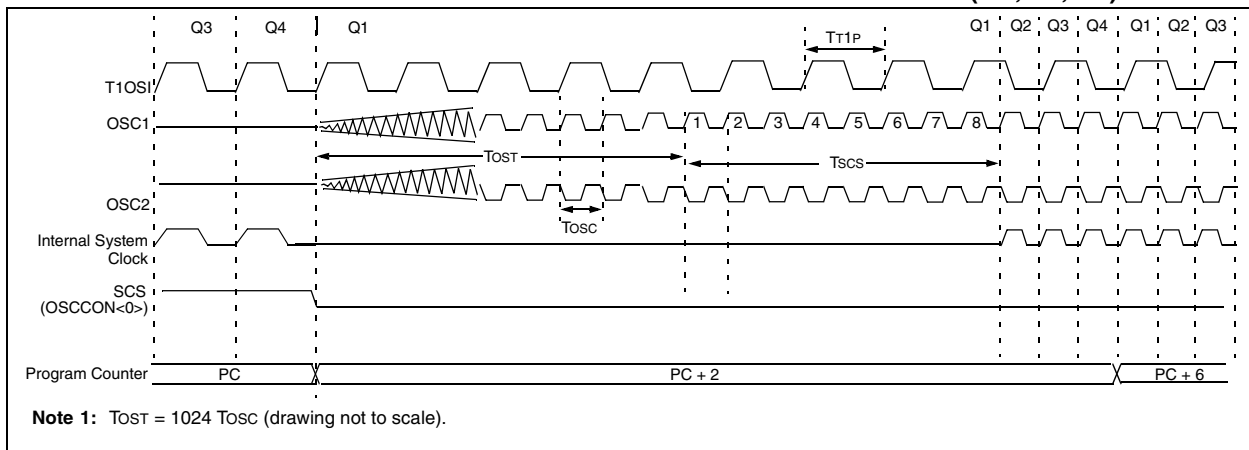 Q3 Q4 Q1 Q1 Q2 Q3 Q4 Q1 Q2 Q3
TT1P
T1OSI
OSC1
1 2 3 4 5 6 7 8
TOST
TSCS
OSC2
TOSC
Internal System
Clock
SCS
(OSCCON<0>)
Program Counter PC PC + 2 PC + 6
Note 1: TOST = 1024 TOSC (drawing not to scale).